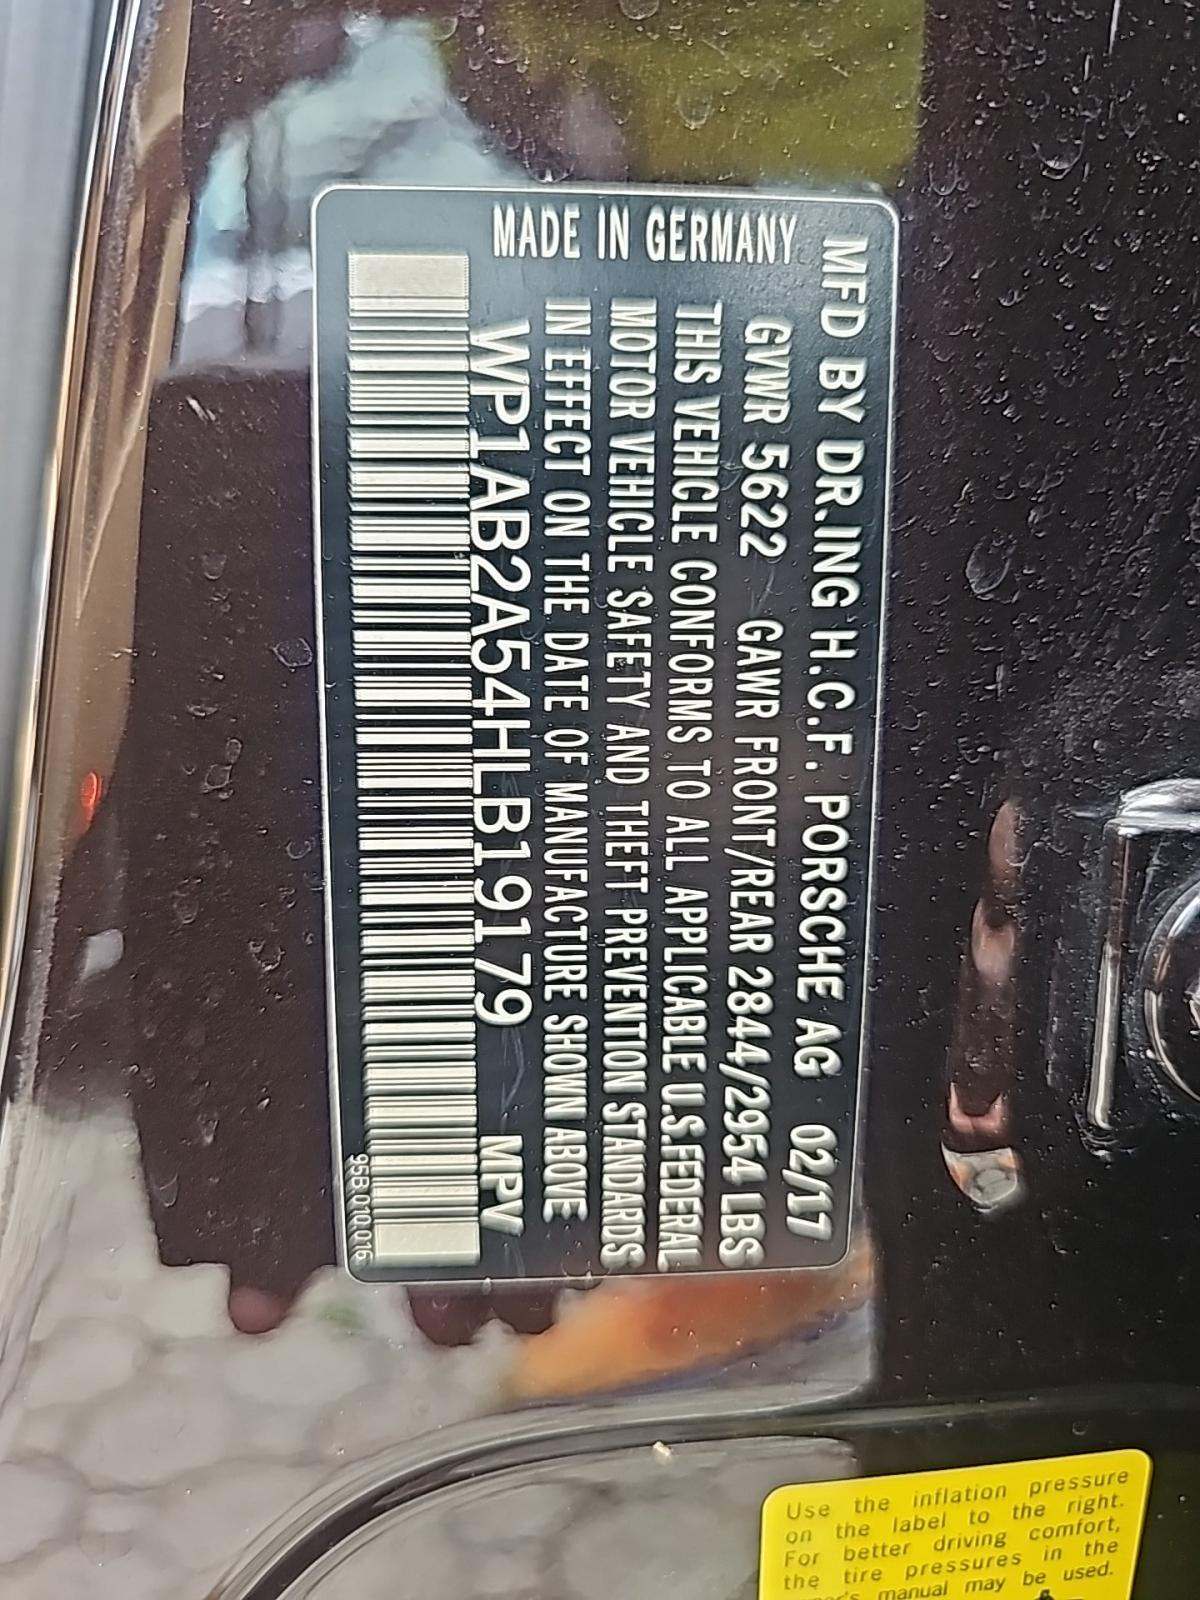 MFD BY DR.ING H.C.F. PORSCHE AG 02/17
GVWR 5622 GAWR FRONT/REAR 2844/2954 LBS
THIS VEHICLE CONFORMS TO ALL APPLICABLE U.S.FEDERAL
MOTOR VEHICLE SAFETY AND THEFT PREVENTION STANDARDS
IN EFFECT ON THE DATE OF MANUFACTURE SHOWN ABOVE
WP1AB2A54HLB19179 MPV
95B.010.016
MADE IN GERMANY
Use the inflation pressure
on the label to the right.
For better driving comfort,
the tire pressures in the
manual may be used.